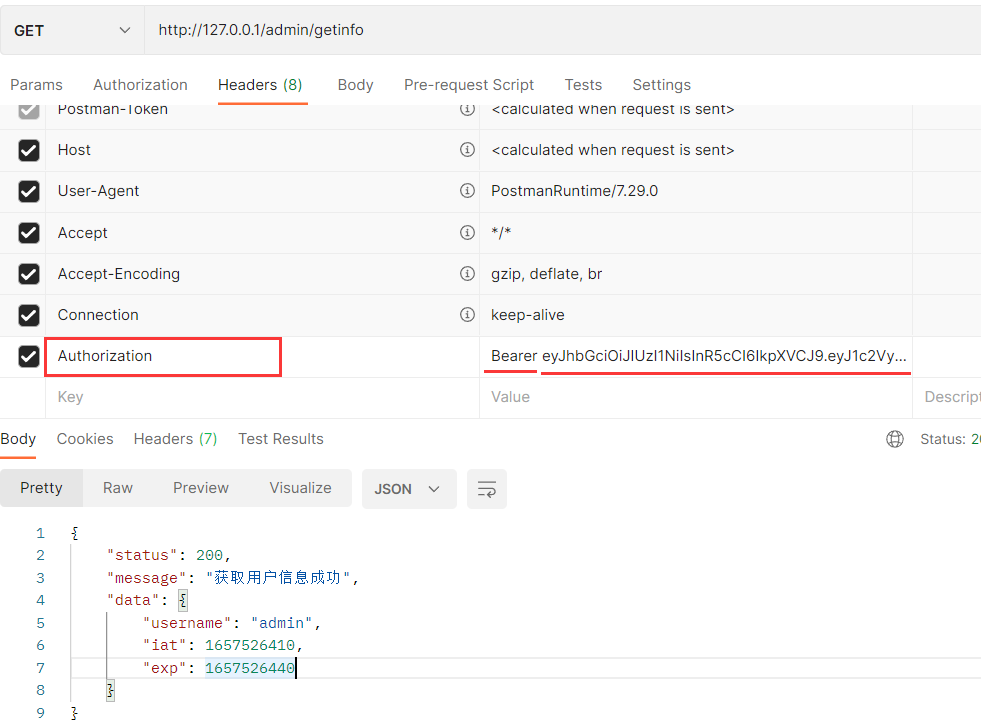 GET http://127.0.0.1/admin/getinfo
Params Authorization Headers (8) Body Pre-request Script Tests Settings
Postman-Token <calculated when request is sent>
Host <calculated when request is sent>
User-Agent PostmanRuntime/7.29.0
Accept */*
Accept-Encoding gzip, deflate, br
Connection keep-alive
Authorization Bearer eyJhbGciOiJIUzI1NiIsInR5cCI6IkpXVCJ9.eyJ1c2Vy...
Key Value Descript
Body Cookies Headers (7) Test Results Status: 20
Pretty Raw Preview Visualize JSON
1 {
2 "status": 200,
3 "message": "获取用户信息成功",
4 "data": {
5 "username": "admin",
6 "iat": 1657526410,
7 "exp": 1657526440
8 }
9 }